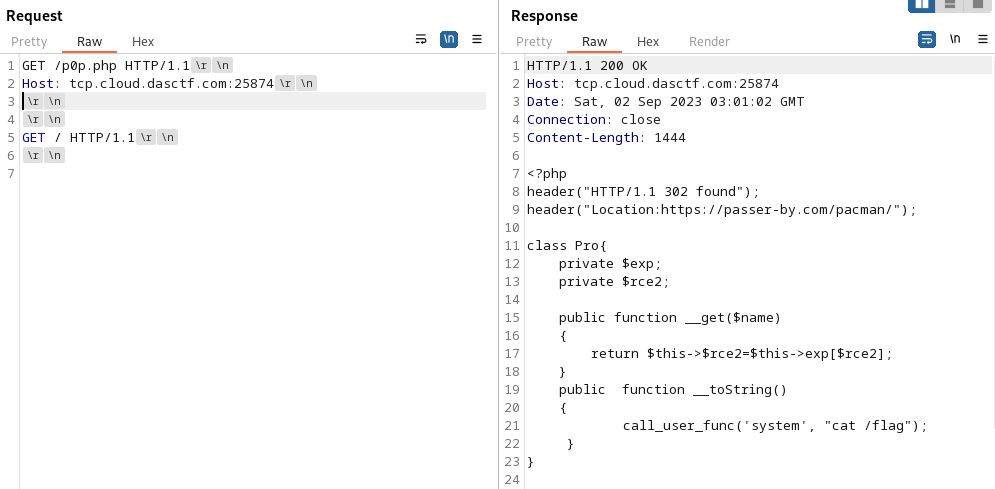 Request
Pretty Raw Hex \n
1 GET /p0p.php HTTP/1.1 \r \n
2 Host: tcp.cloud.dasctf.com:25874 \r \n
3 \r \n
4 \r \n
5 GET / HTTP/1.1 \r \n
6 \r \n
7
Response
Pretty Raw Hex Render \n
1 HTTP/1.1 200 OK
2 Host: tcp.cloud.dasctf.com:25874
3 Date: Sat, 02 Sep 2023 03:01:02 GMT
4 Connection: close
5 Content-Length: 1444
6
7 <?php
8 header("HTTP/1.1 302 found");
9 header("Location:https://passer-by.com/pacman/");
10
11 class Pro{
12     private $exp;
13     private $rce2;
14
15     public function __get($name)
16     {
17         return $this->$rce2=$this->exp[$rce2];
18     }
19     public  function __toString()
20     {
21             call_user_func('system', "cat /flag");
22      }
23 }
24